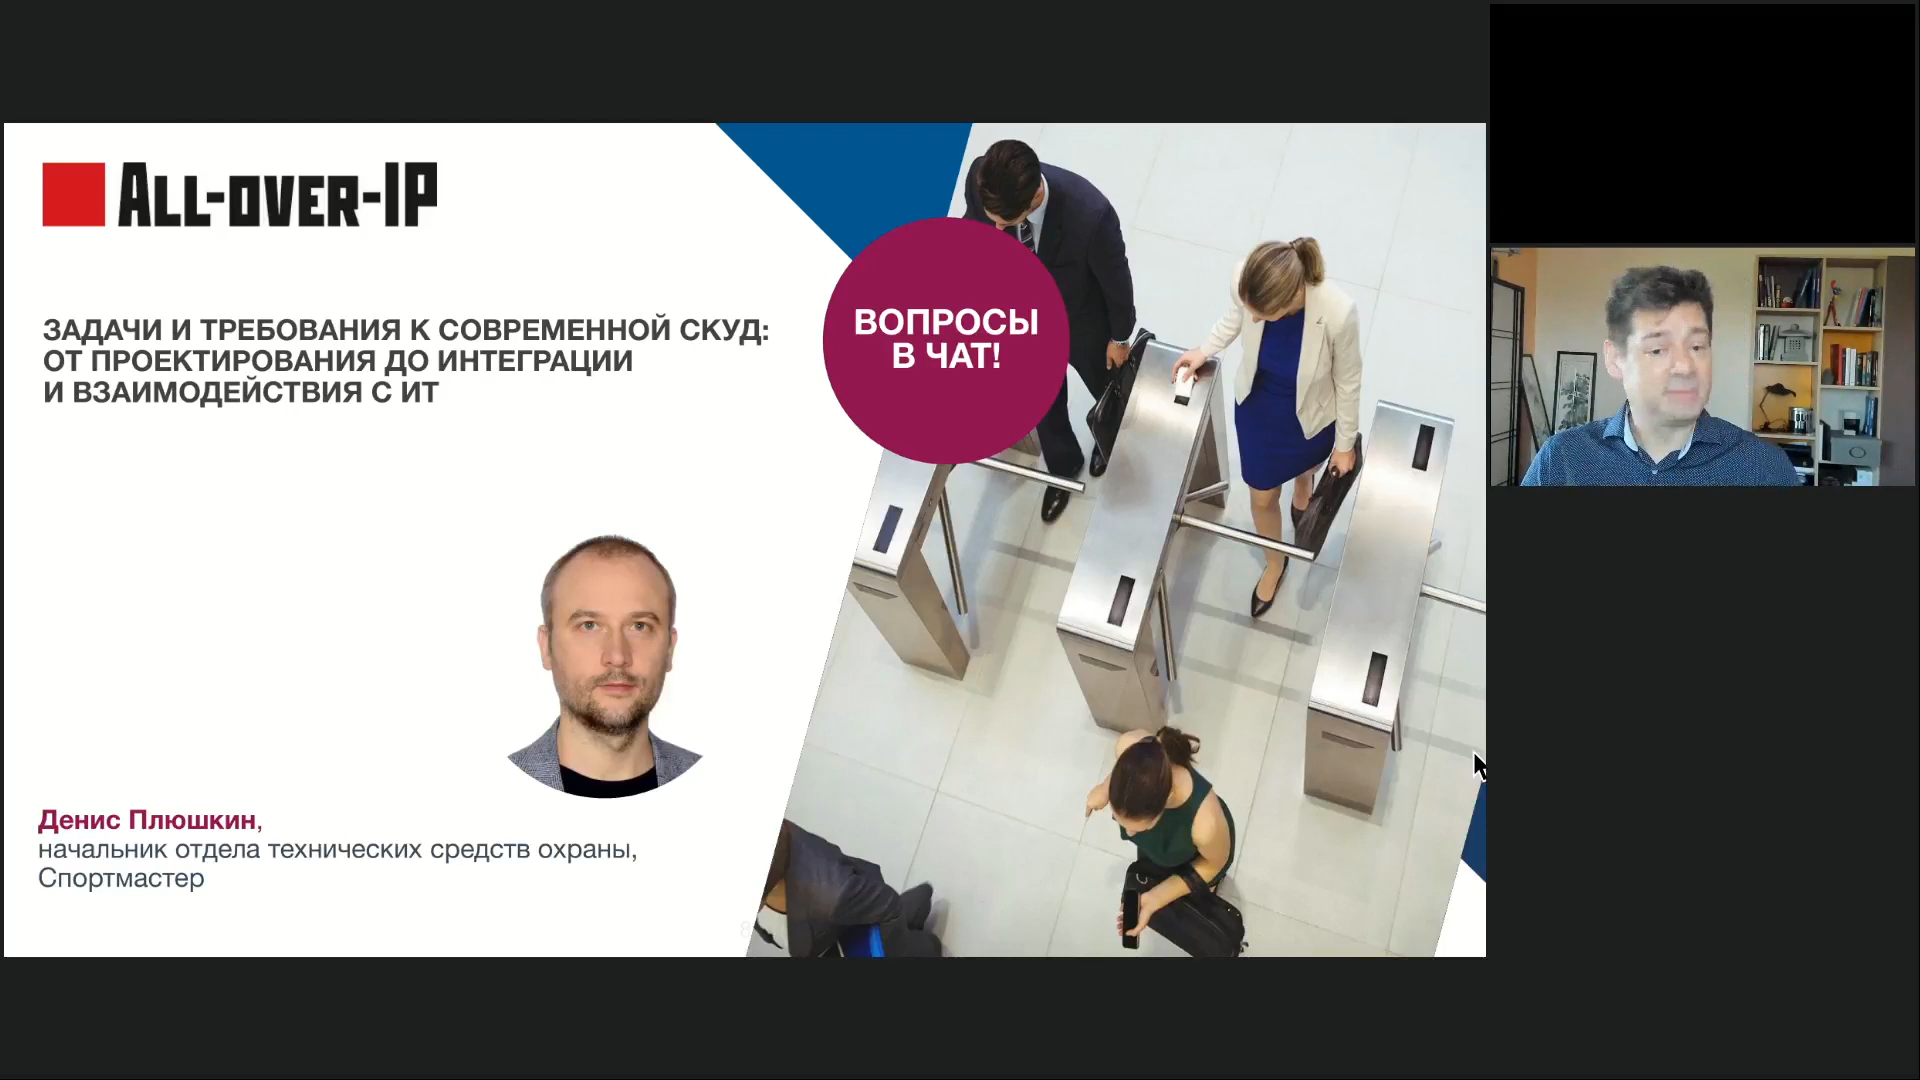 ALL-OVER-IP
ЗАДАЧИ И ТРЕБОВАНИЯ К СОВРЕМЕННОЙ СКУД:
ОТ ПРОЕКТИРОВАНИЯ ДО ИНТЕГРАЦИИ
И ВЗАИМОДЕЙСТВИЯ С ИТ
ВОПРОСЫ
В ЧАТ!
Денис Плюшкин,
начальник отдела технических средств охраны,
Спортмастер